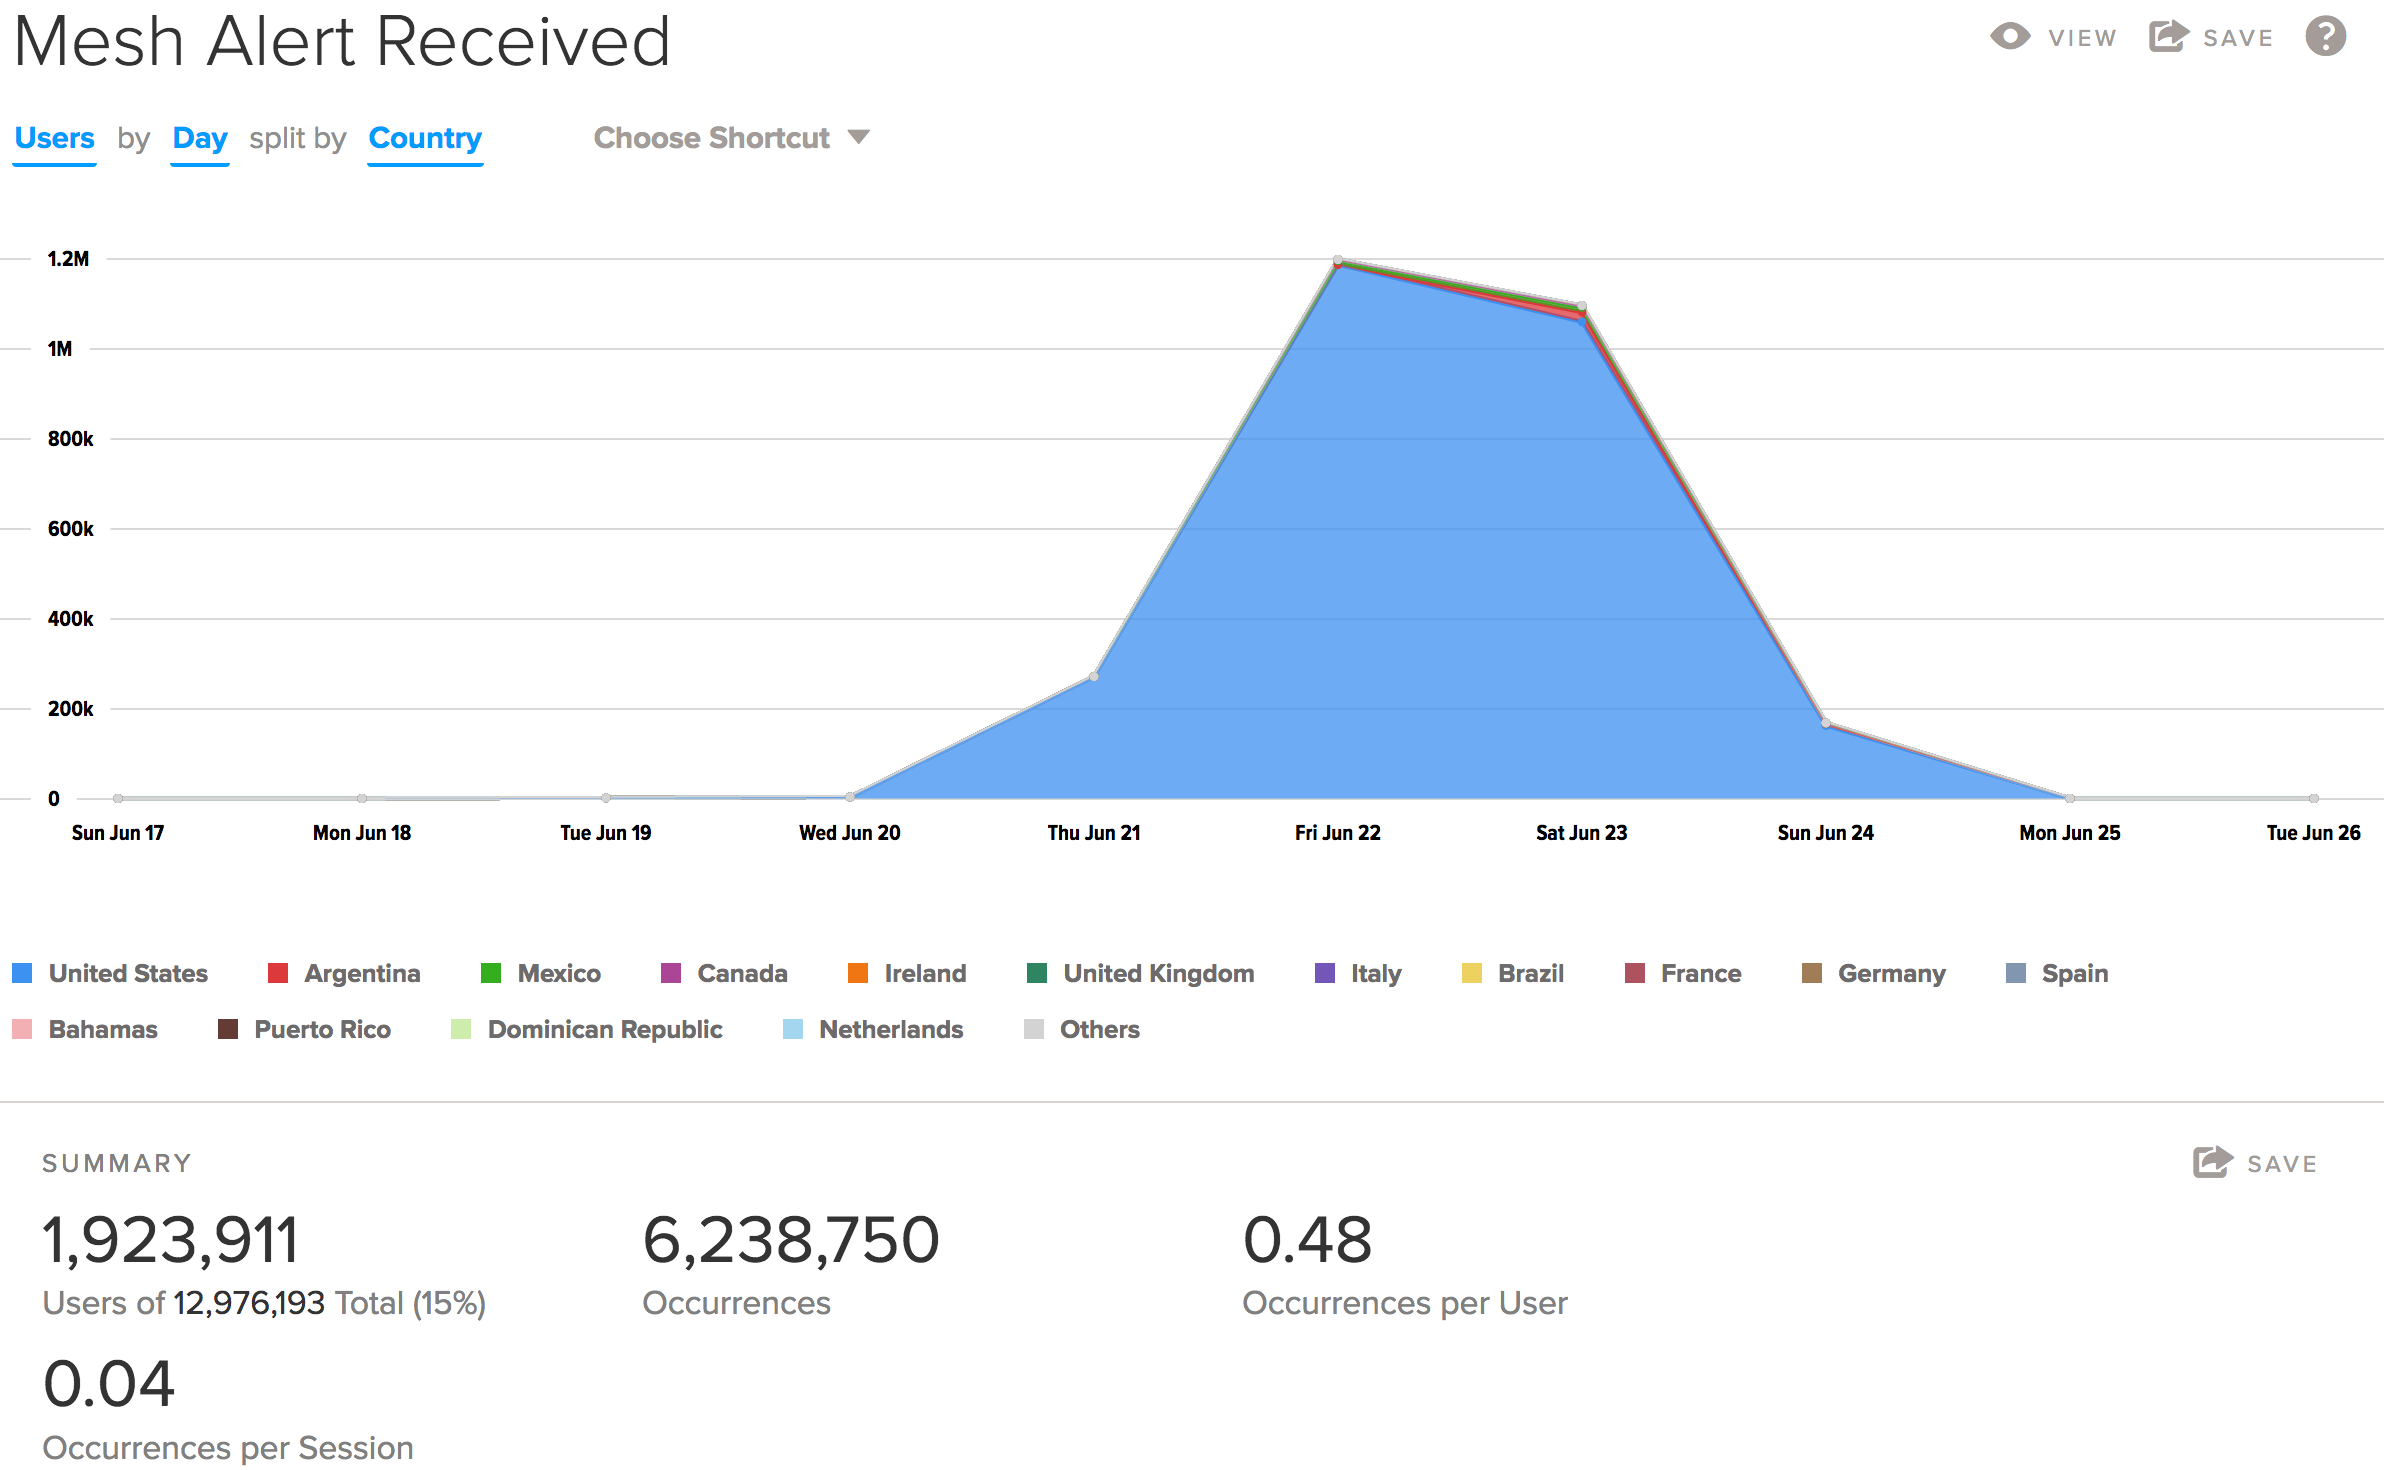 Mesh Alert Received
VIEW SAVE ?
Users by Day split by Country Choose Shortcut
1.2M
1M
800k
600k
400k
200k
0
Sun Jun 17 Mon Jun 18 Tue Jun 19 Wed Jun 20 Thu Jun 21 Fri Jun 22 Sat Jun 23 Sun Jun 24 Mon Jun 25 Tue Jun 26
United States Argentina Mexico Canada Ireland United Kingdom Italy Brazil France Germany Spain
Bahamas Puerto Rico Dominican Republic Netherlands Others
SUMMARY SAVE
1,923,911 6,238,750 0.48
Users of 12,976,193 Total (15%) Occurrences Occurrences per User
0.04
Occurrences per Session